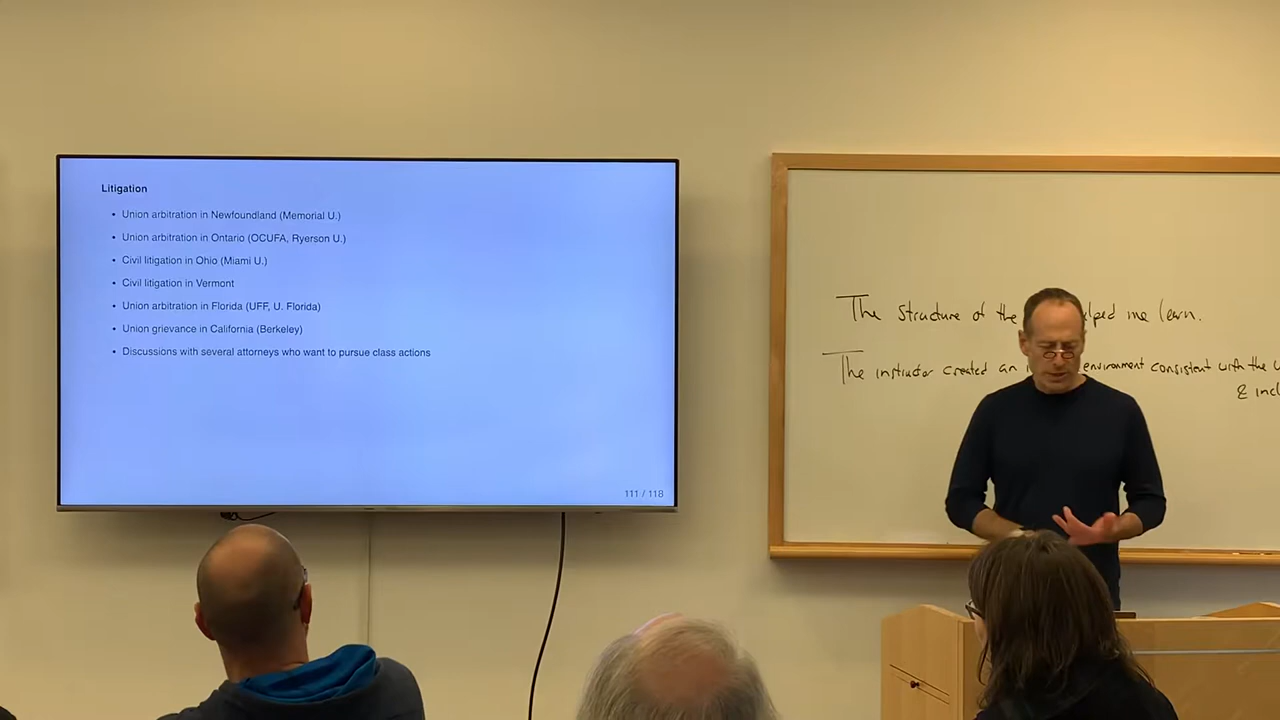 Litigation
• Union arbitration in Newfoundland (Memorial U.)
• Union arbitration in Ontario (OCUFA, Ryerson U.)
• Civil litigation in Ohio (Miami U.)
• Civil litigation in Vermont
• Union arbitration in Florida (UFF, U. Florida)
• Union grievance in California (Berkeley)
• Discussions with several attorneys who want to pursue class actions
111 / 118
The structure of the me learn.
The instructor created an environment consistent with the
&